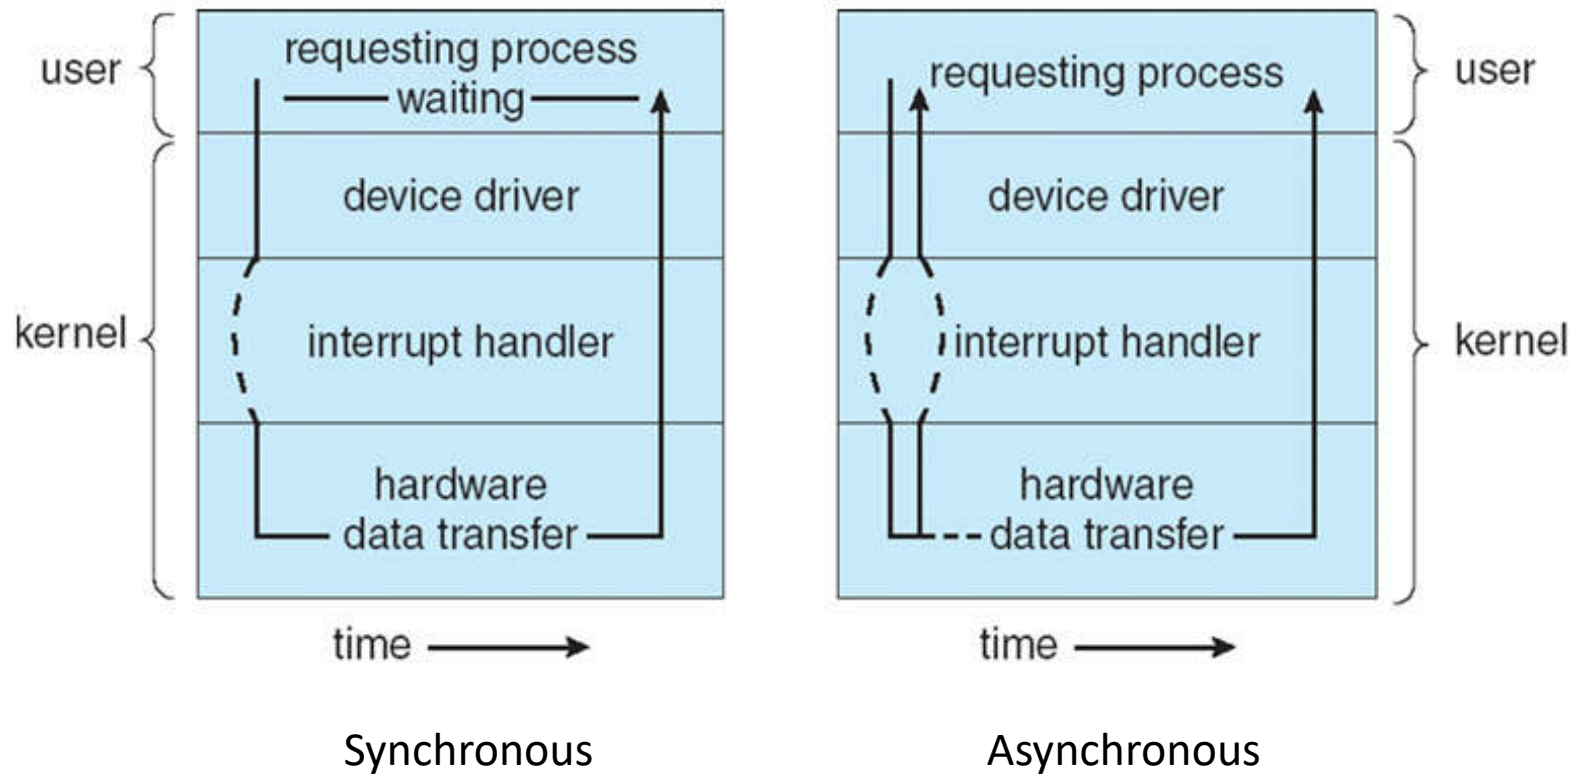 user
requesting process
waiting
device driver
kernel
interrupt handler
hardware
data transfer
time
Synchronous
requesting process
user
device driver
interrupt handler
kernel
hardware
data transfer
time
Asynchronous